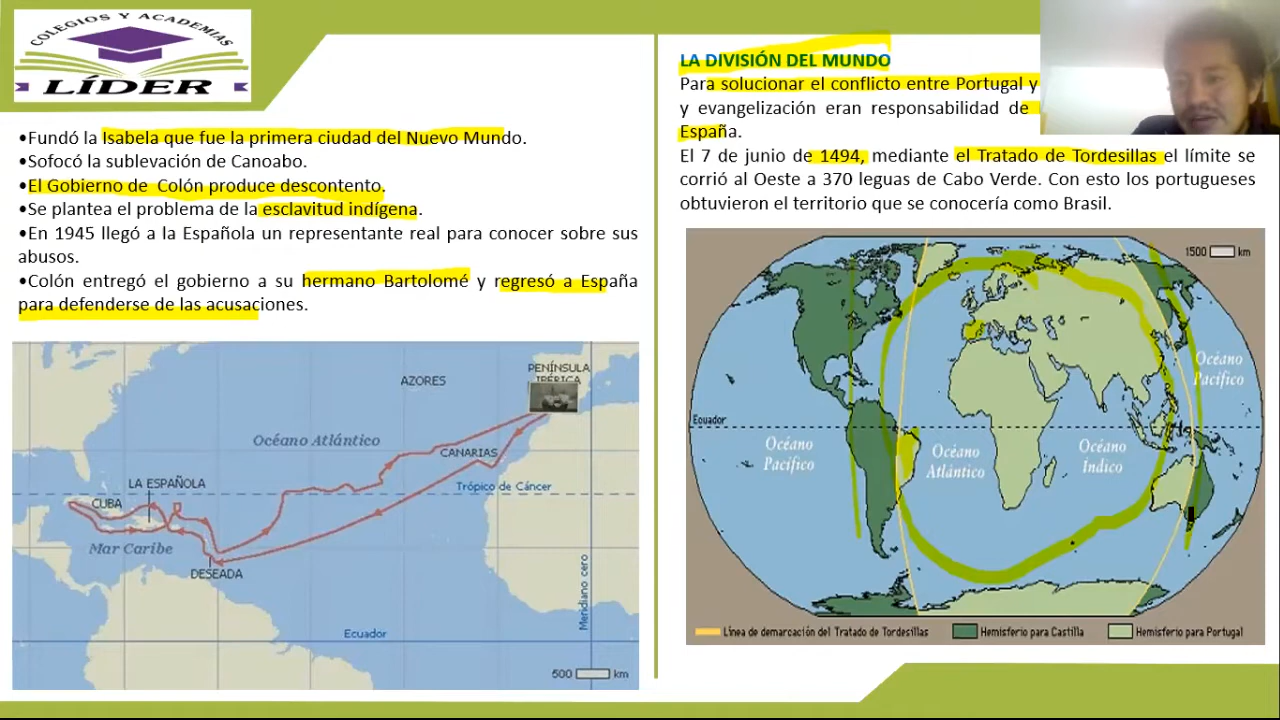 COLEGIOS Y ACADEMIAS
LÍDER
•Fundó la Isabela que fue la primera ciudad del Nuevo Mundo.
•Sofocó la sublevación de Canoabo.
•El Gobierno de Colón produce descontento.
•Se plantea el problema de la esclavitud indígena.
•En 1945 llegó a la Española un representante real para conocer sobre sus
abusos.
•Colón entregó el gobierno a su hermano Bartolomé y regresó a España
para defenderse de las acusaciones.
AZORES
PENÍNSULA
IBÉRICA
Océano Atlántico
CANARIAS
LA ESPAÑOLA
Trópico de Cáncer
CUBA
Mar Caribe
DESEADA
Meridiano cero
Ecuador
500 km
LA DIVISIÓN DEL MUNDO
Para solucionar el conflicto entre Portugal y
y evangelización eran responsabilidad de
España.
El 7 de junio de 1494, mediante el Tratado de Tordesillas el límite se
corrió al Oeste a 370 leguas de Cabo Verde. Con esto los portugueses
obtuvieron el territorio que se conocería como Brasil.
1500 km
Océano
Pacífico
Ecuador
Océano
Pacífico
Océano
Atlántico
Océano
Índico
Línea de demarcación del Tratado de Tordesillas
Hemisferio para Castilla
Hemisferio para Portugal